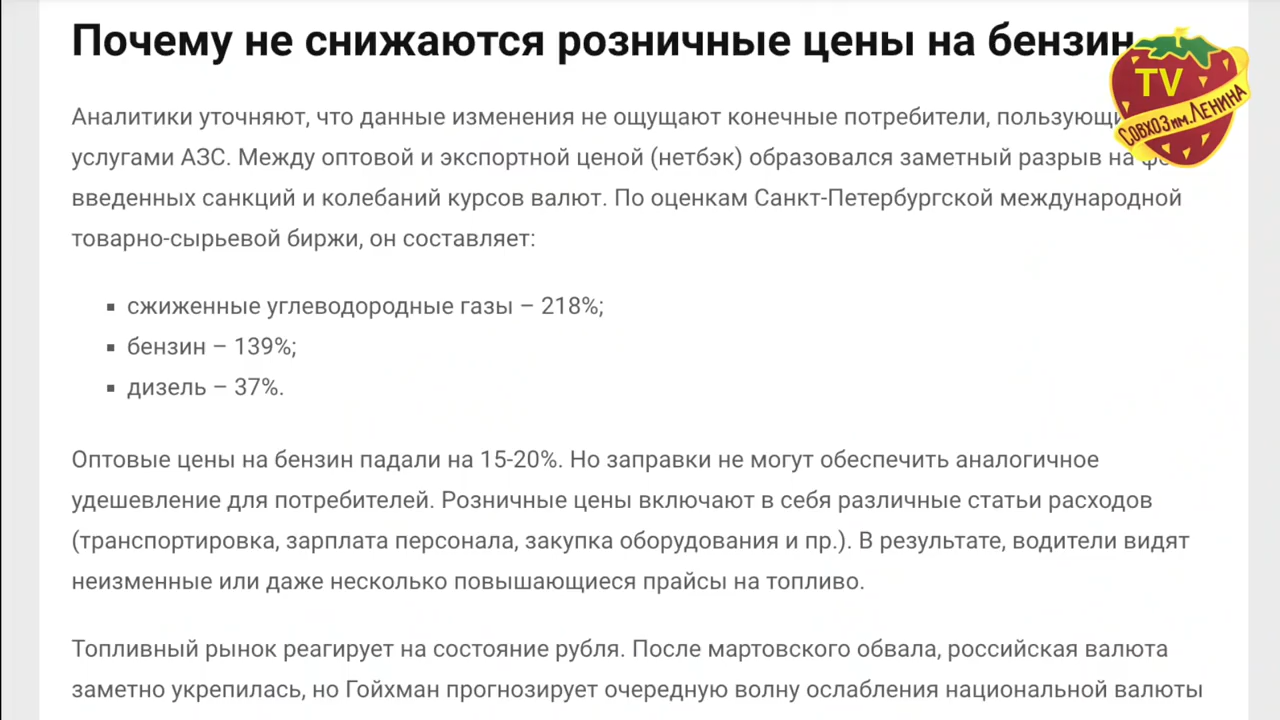 Почему не снижаются розничные цены на бензин
TV
СОВХОЗ им. ЛЕНИНА
Аналитики уточняют, что данные изменения не ощущают конечные потребители,
услугами АЗС. Между оптовой и экспортной ценой (нетбэк) образовался заметный разрыв на
введенных санкций и колебаний курсов валют. По оценкам Санкт-Петербургской международной
товарно-сырьевой биржи, он составляет:
▪ сжиженные углеводородные газы – 218%;
▪ бензин – 139%;
▪ дизель – 37%.
Оптовые цены на бензин падали на 15-20%. Но заправки не могут обеспечить аналогичное
удешевление для потребителей. Розничные цены включают в себя различные статьи расходов
(транспортировка, зарплата персонала, закупка оборудования и пр.). В результате, водители видят
неизменные или даже несколько повышающиеся прайсы на топливо.
Топливный рынок реагирует на состояние рубля. После мартовского обвала, российская валюта
заметно укрепилась, но Гойхман прогнозирует очередную волну ослабления национальной валюты